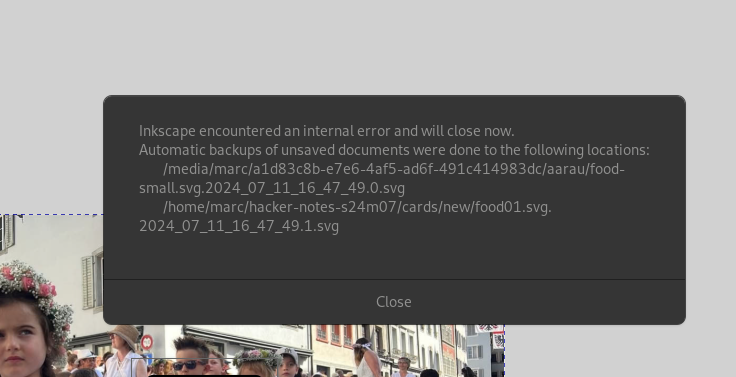 Inkscape encountered an internal error and will close now.
Automatic backups of unsaved documents were done to the following locations:
/media/marc/a1d83c8b-e7e6-4af5-ad6f-491c414983dc/aarau/food-
small.svg.2024_07_11_16_47_49.0.svg
/home/marc/hacker-notes-s24m07/cards/new/food01.svg.
2024_07_11_16_47_49.1.svg
Close